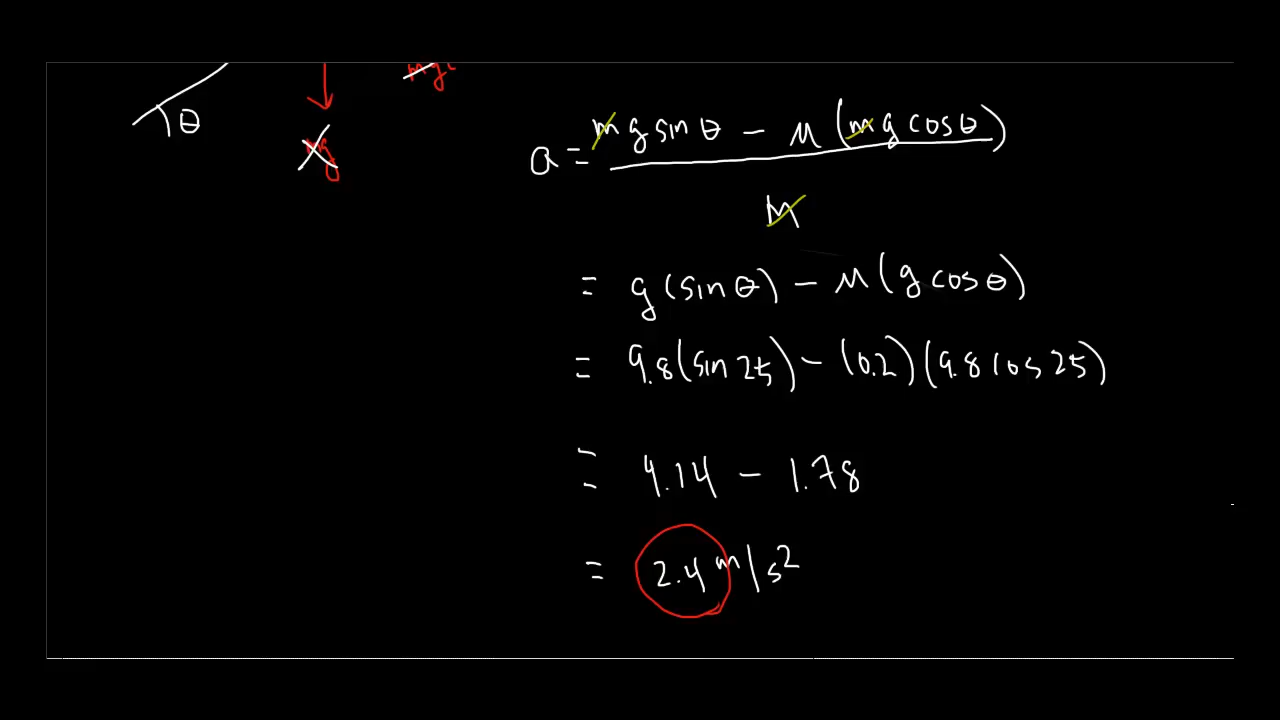 θ
mg
a = mg sin θ − μ (mg cos θ)
m
= g (sin θ) − μ (g cos θ)
= 9.8 (sin 25) − (0.2) (9.8 cos 25)
= 4.14 − 1.78
= 2.4 m/s²